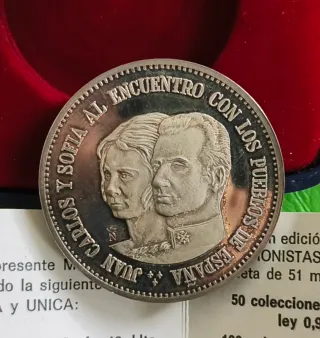 JUAN CARLOS Y SOFIA AL ENCUENTRO CON LOS PUEBLOS DE ESPAÑA
presente M
do la siguiente
A y UNICA:
n edició
IONISTAS
eta de 51 m
50 coleccione
ley 0,9